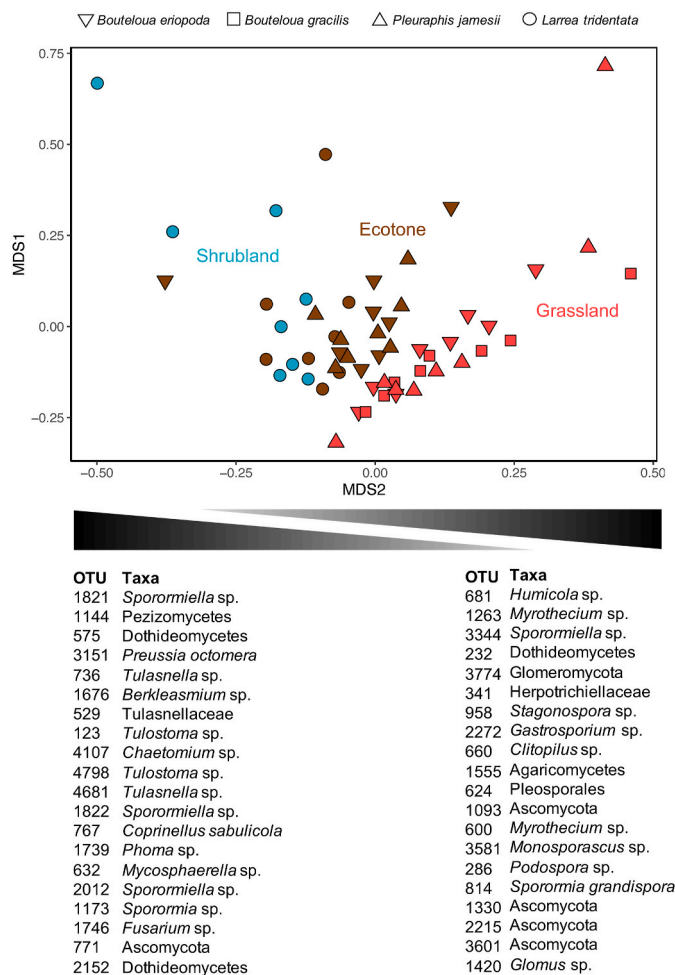 Bouteloua eriopoda Bouteloua gracilis Pleuraphis jamesii Larrea tridentata
0.75
0.50
0.25
0.00
−0.25
MDS1
Shrubland
Ecotone
Grassland
−0.50 −0.25 0.00 0.25 0.50
MDS2
OTU Taxa
1821 Sporormiella sp.
1144 Pezizomycetes
575 Dothideomycetes
3151 Preussia octomera
736 Tulasnella sp.
1676 Berkleasmium sp.
529 Tulasnellaceae
123 Tulostoma sp.
4107 Chaetomium sp.
4798 Tulostoma sp.
4681 Tulasnella sp.
1822 Sporormiella sp.
767 Coprinellus sabulicola
1739 Phoma sp.
632 Mycosphaerella sp.
2012 Sporormiella sp.
1173 Sporormia sp.
1746 Fusarium sp.
771 Ascomycota
2152 Dothideomycetes
OTU Taxa
681 Humicola sp.
1263 Myrothecium sp.
3344 Sporormiella sp.
232 Dothideomycetes
3774 Glomeromycota
341 Herpotrichiellaceae
958 Stagonospora sp.
2272 Gastrosporium sp.
660 Clitopilus sp.
1555 Agaricomycetes
624 Pleosporales
1093 Ascomycota
600 Myrothecium sp.
3581 Monosporascus sp.
286 Podospora sp.
814 Sporormia grandispora
1330 Ascomycota
2215 Ascomycota
3601 Ascomycota
1420 Glomus sp.